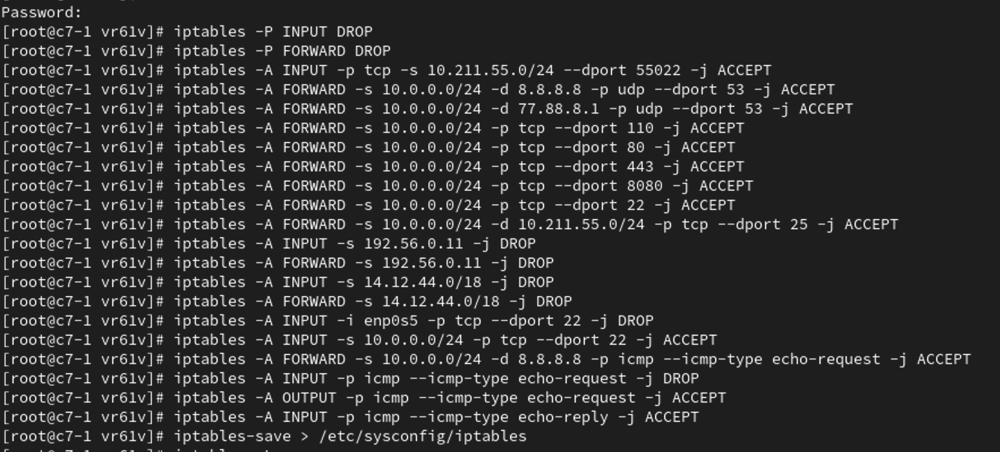 Password:
[root@c7-1 vr61v]# iptables -P INPUT DROP
[root@c7-1 vr61v]# iptables -P FORWARD DROP
[root@c7-1 vr61v]# iptables -A INPUT -p tcp -s 10.211.55.0/24 --dport 55022 -j ACCEPT
[root@c7-1 vr61v]# iptables -A FORWARD -s 10.0.0.0/24 -d 8.8.8.8 -p udp --dport 53 -j ACCEPT
[root@c7-1 vr61v]# iptables -A FORWARD -s 10.0.0.0/24 -d 77.88.8.1 -p udp --dport 53 -j ACCEPT
[root@c7-1 vr61v]# iptables -A FORWARD -s 10.0.0.0/24 -p tcp --dport 110 -j ACCEPT
[root@c7-1 vr61v]# iptables -A FORWARD -s 10.0.0.0/24 -p tcp --dport 80 -j ACCEPT
[root@c7-1 vr61v]# iptables -A FORWARD -s 10.0.0.0/24 -p tcp --dport 443 -j ACCEPT
[root@c7-1 vr61v]# iptables -A FORWARD -s 10.0.0.0/24 -p tcp --dport 8080 -j ACCEPT
[root@c7-1 vr61v]# iptables -A FORWARD -s 10.0.0.0/24 -p tcp --dport 22 -j ACCEPT
[root@c7-1 vr61v]# iptables -A FORWARD -s 10.0.0.0/24 -d 10.211.55.0/24 -p tcp --dport 25 -j ACCEPT
[root@c7-1 vr61v]# iptables -A INPUT -s 192.56.0.11 -j DROP
[root@c7-1 vr61v]# iptables -A FORWARD -s 192.56.0.11 -j DROP
[root@c7-1 vr61v]# iptables -A INPUT -s 14.12.44.0/18 -j DROP
[root@c7-1 vr61v]# iptables -A FORWARD -s 14.12.44.0/18 -j DROP
[root@c7-1 vr61v]# iptables -A INPUT -i enp0s5 -p tcp --dport 22 -j DROP
[root@c7-1 vr61v]# iptables -A INPUT -s 10.0.0.0/24 -p tcp --dport 22 -j ACCEPT
[root@c7-1 vr61v]# iptables -A FORWARD -s 10.0.0.0/24 -d 8.8.8.8 -p icmp --icmp-type echo-request -j ACCEPT
[root@c7-1 vr61v]# iptables -A INPUT -p icmp --icmp-type echo-request -j DROP
[root@c7-1 vr61v]# iptables -A OUTPUT -p icmp --icmp-type echo-request -j ACCEPT
[root@c7-1 vr61v]# iptables -A INPUT -p icmp --icmp-type echo-reply -j ACCEPT
[root@c7-1 vr61v]# iptables-save > /etc/sysconfig/iptables